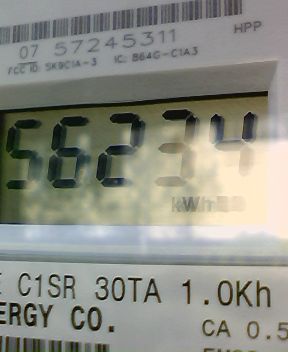 07 57245311
HPP
FCC ID: SK9C1A-3 IC: 864G-C1A3
56234
kWh
C1SR 30TA 1.0Kh
ERGY CO.
CA 0.5